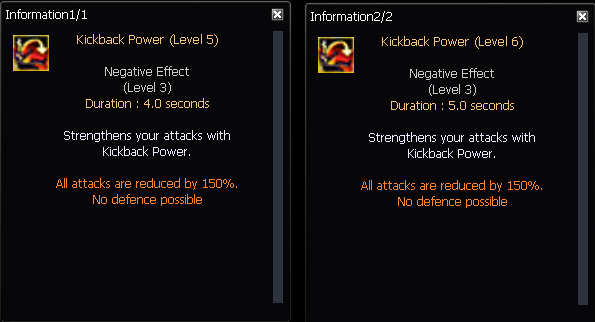 Information1/1
Kickback Power (Level 5)
Negative Effect
(Level 3)
Duration : 4.0 seconds
Strengthens your attacks with
Kickback Power.
All attacks are reduced by 150%.
No defence possible
Information2/2
Kickback Power (Level 6)
Negative Effect
(Level 3)
Duration : 5.0 seconds
Strengthens your attacks with
Kickback Power.
All attacks are reduced by 150%.
No defence possible